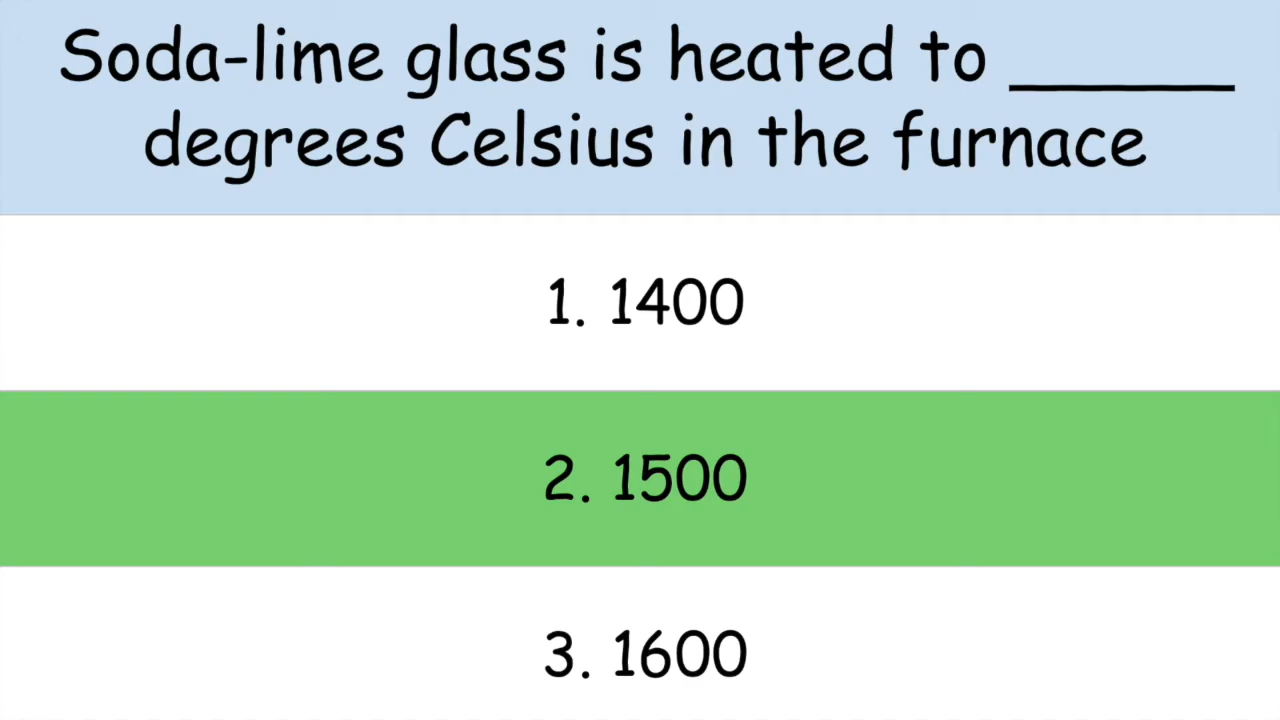 Soda-lime glass is heated to ______
degrees Celsius in the furnace
1. 1400
2. 1500
3. 1600